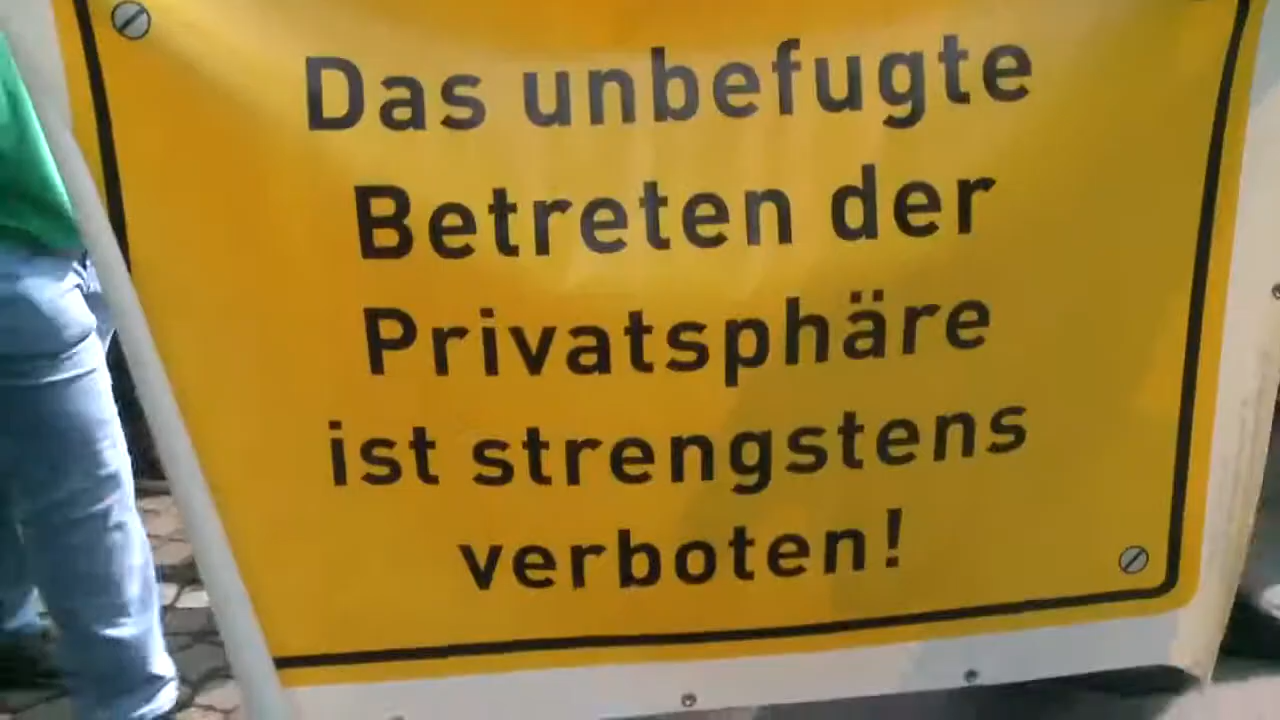 Das unbefugte
Betreten der
Privatsphäre
ist strengstens
verboten!